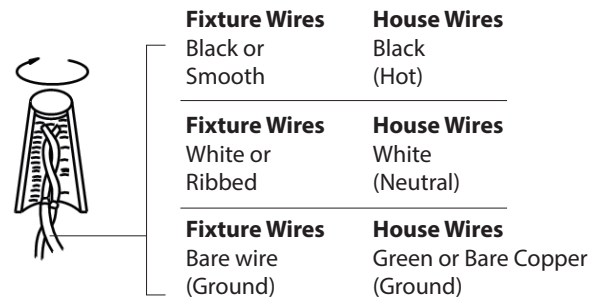 Fixture Wires House Wires
Black or Black
Smooth (Hot)
Fixture Wires House Wires
White or White
Ribbed (Neutral)
Fixture Wires House Wires
Bare wire Green or Bare Copper
(Ground) (Ground)